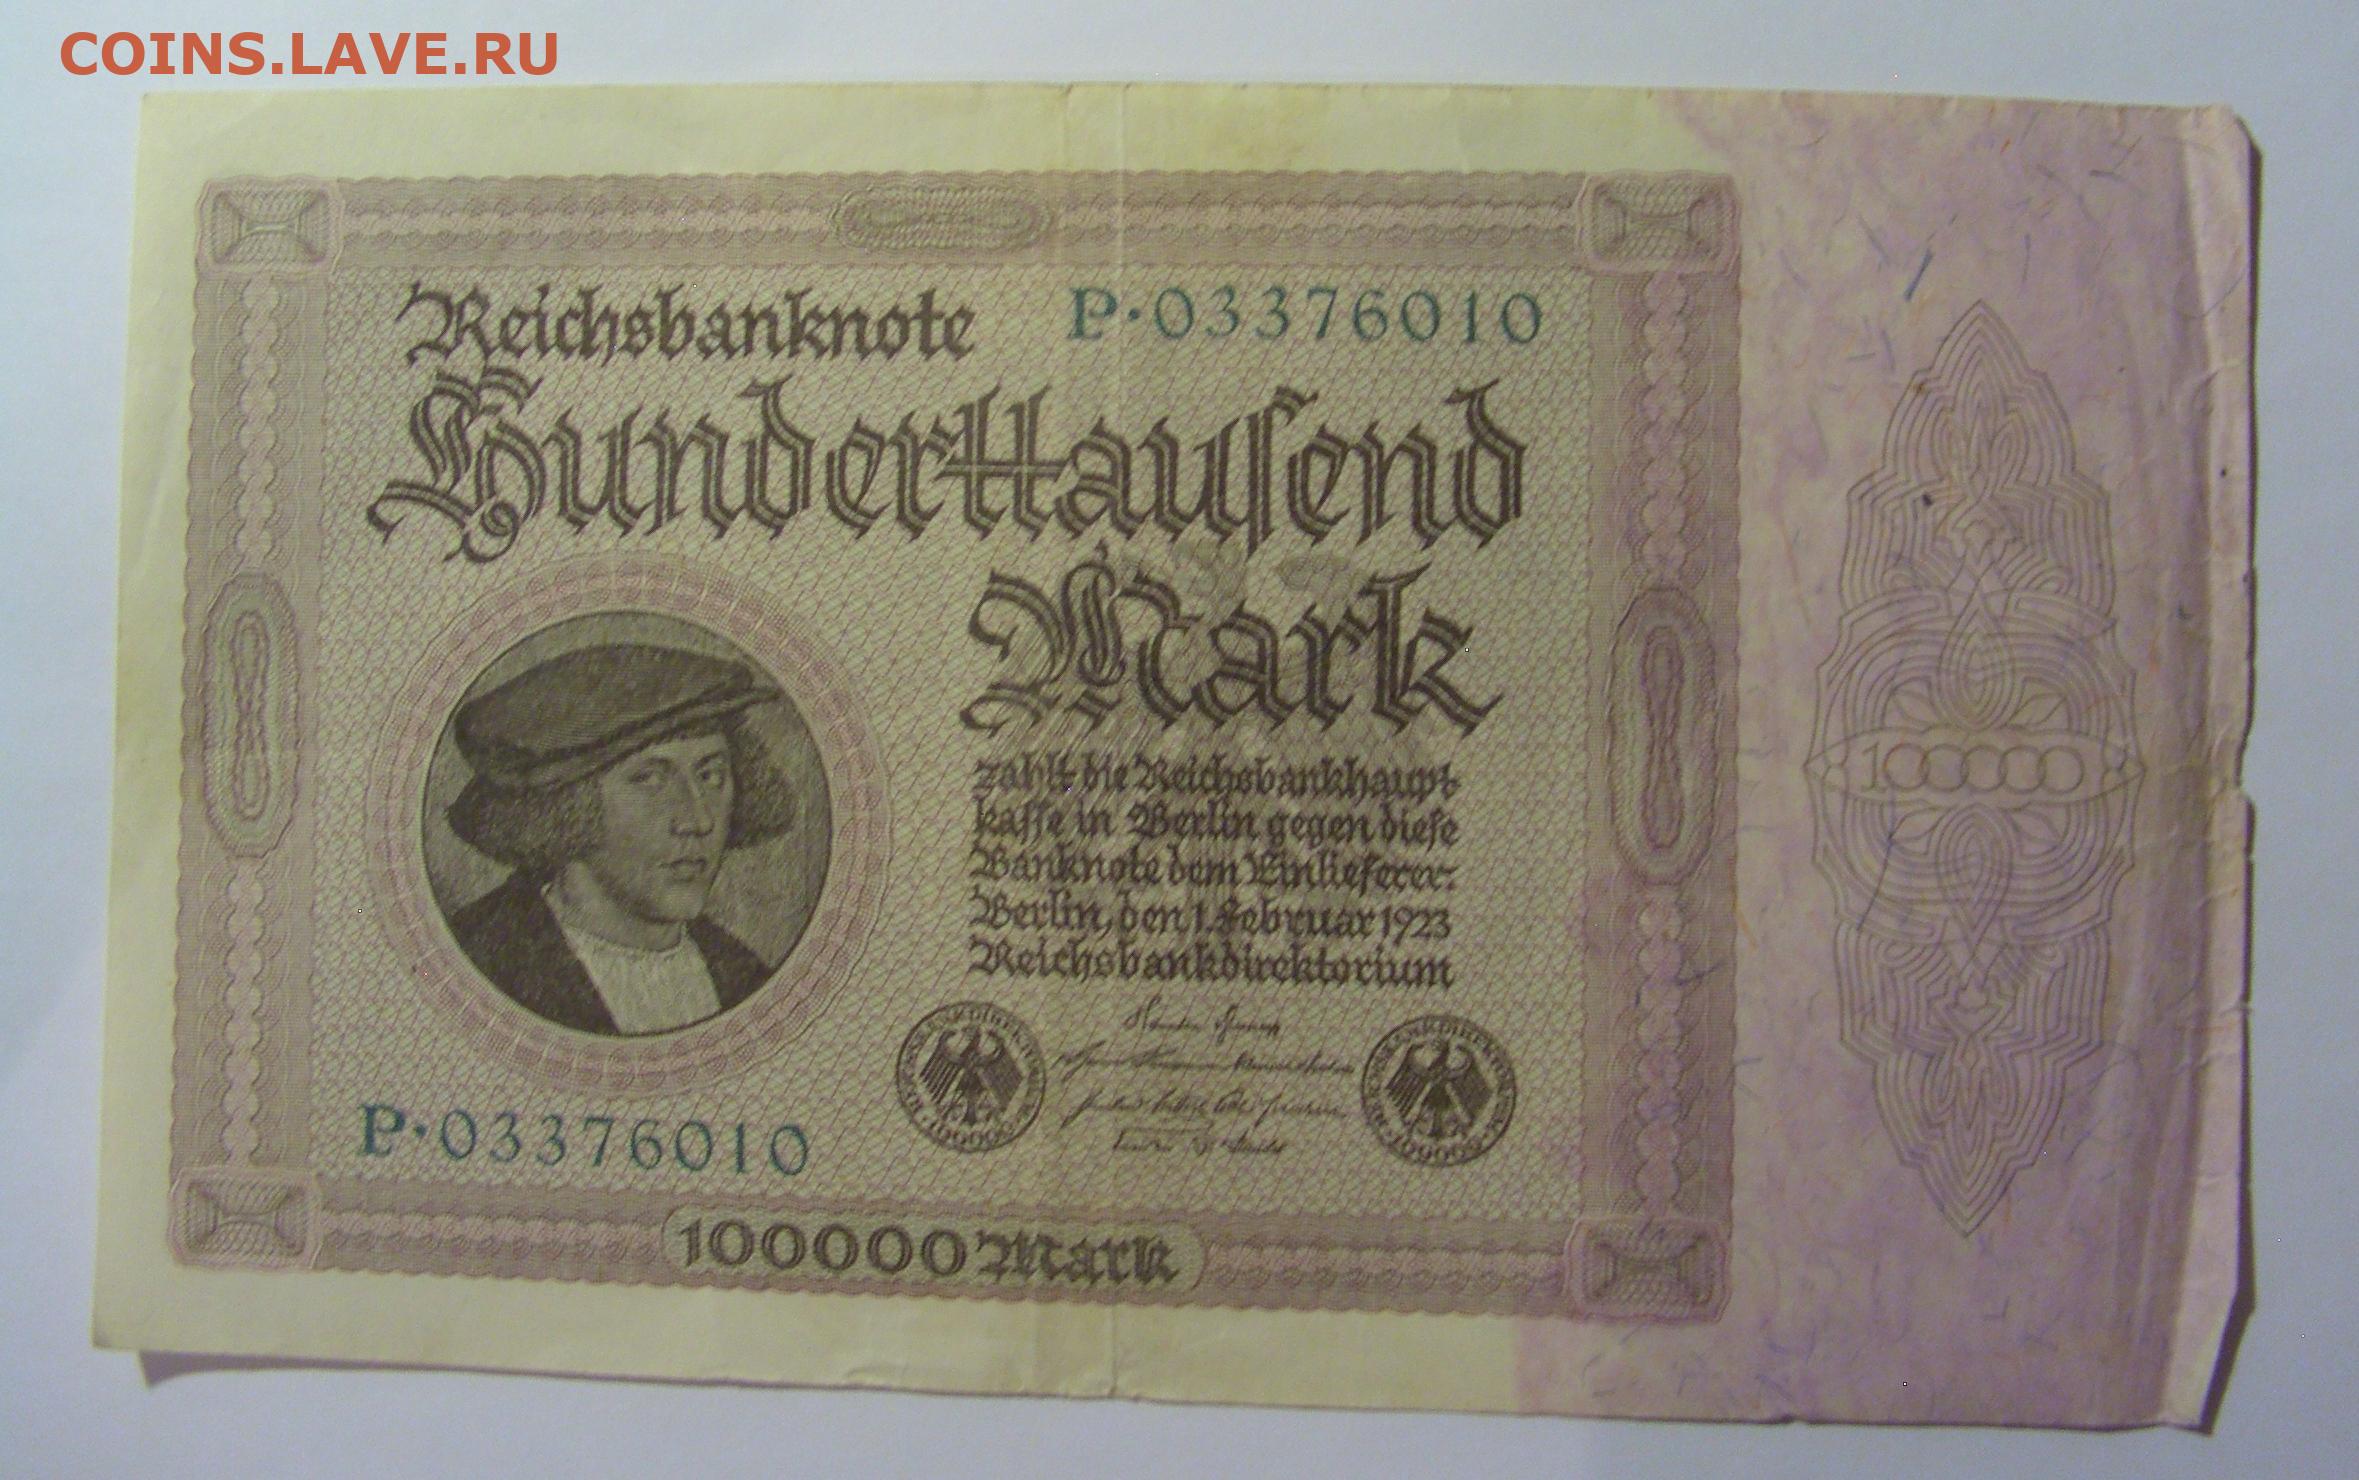 COINS.LAVE.RU
Reichsbanknote P·03376010
Hunderttausend
Mark
zahlt die Reichsbankhaupt-
kasse in Berlin gegen diese
Banknote dem Einlieferer.
Berlin, den 1. Februar 1923
Reichsbankdirektorium
100000
P·03376010
100000 Mark